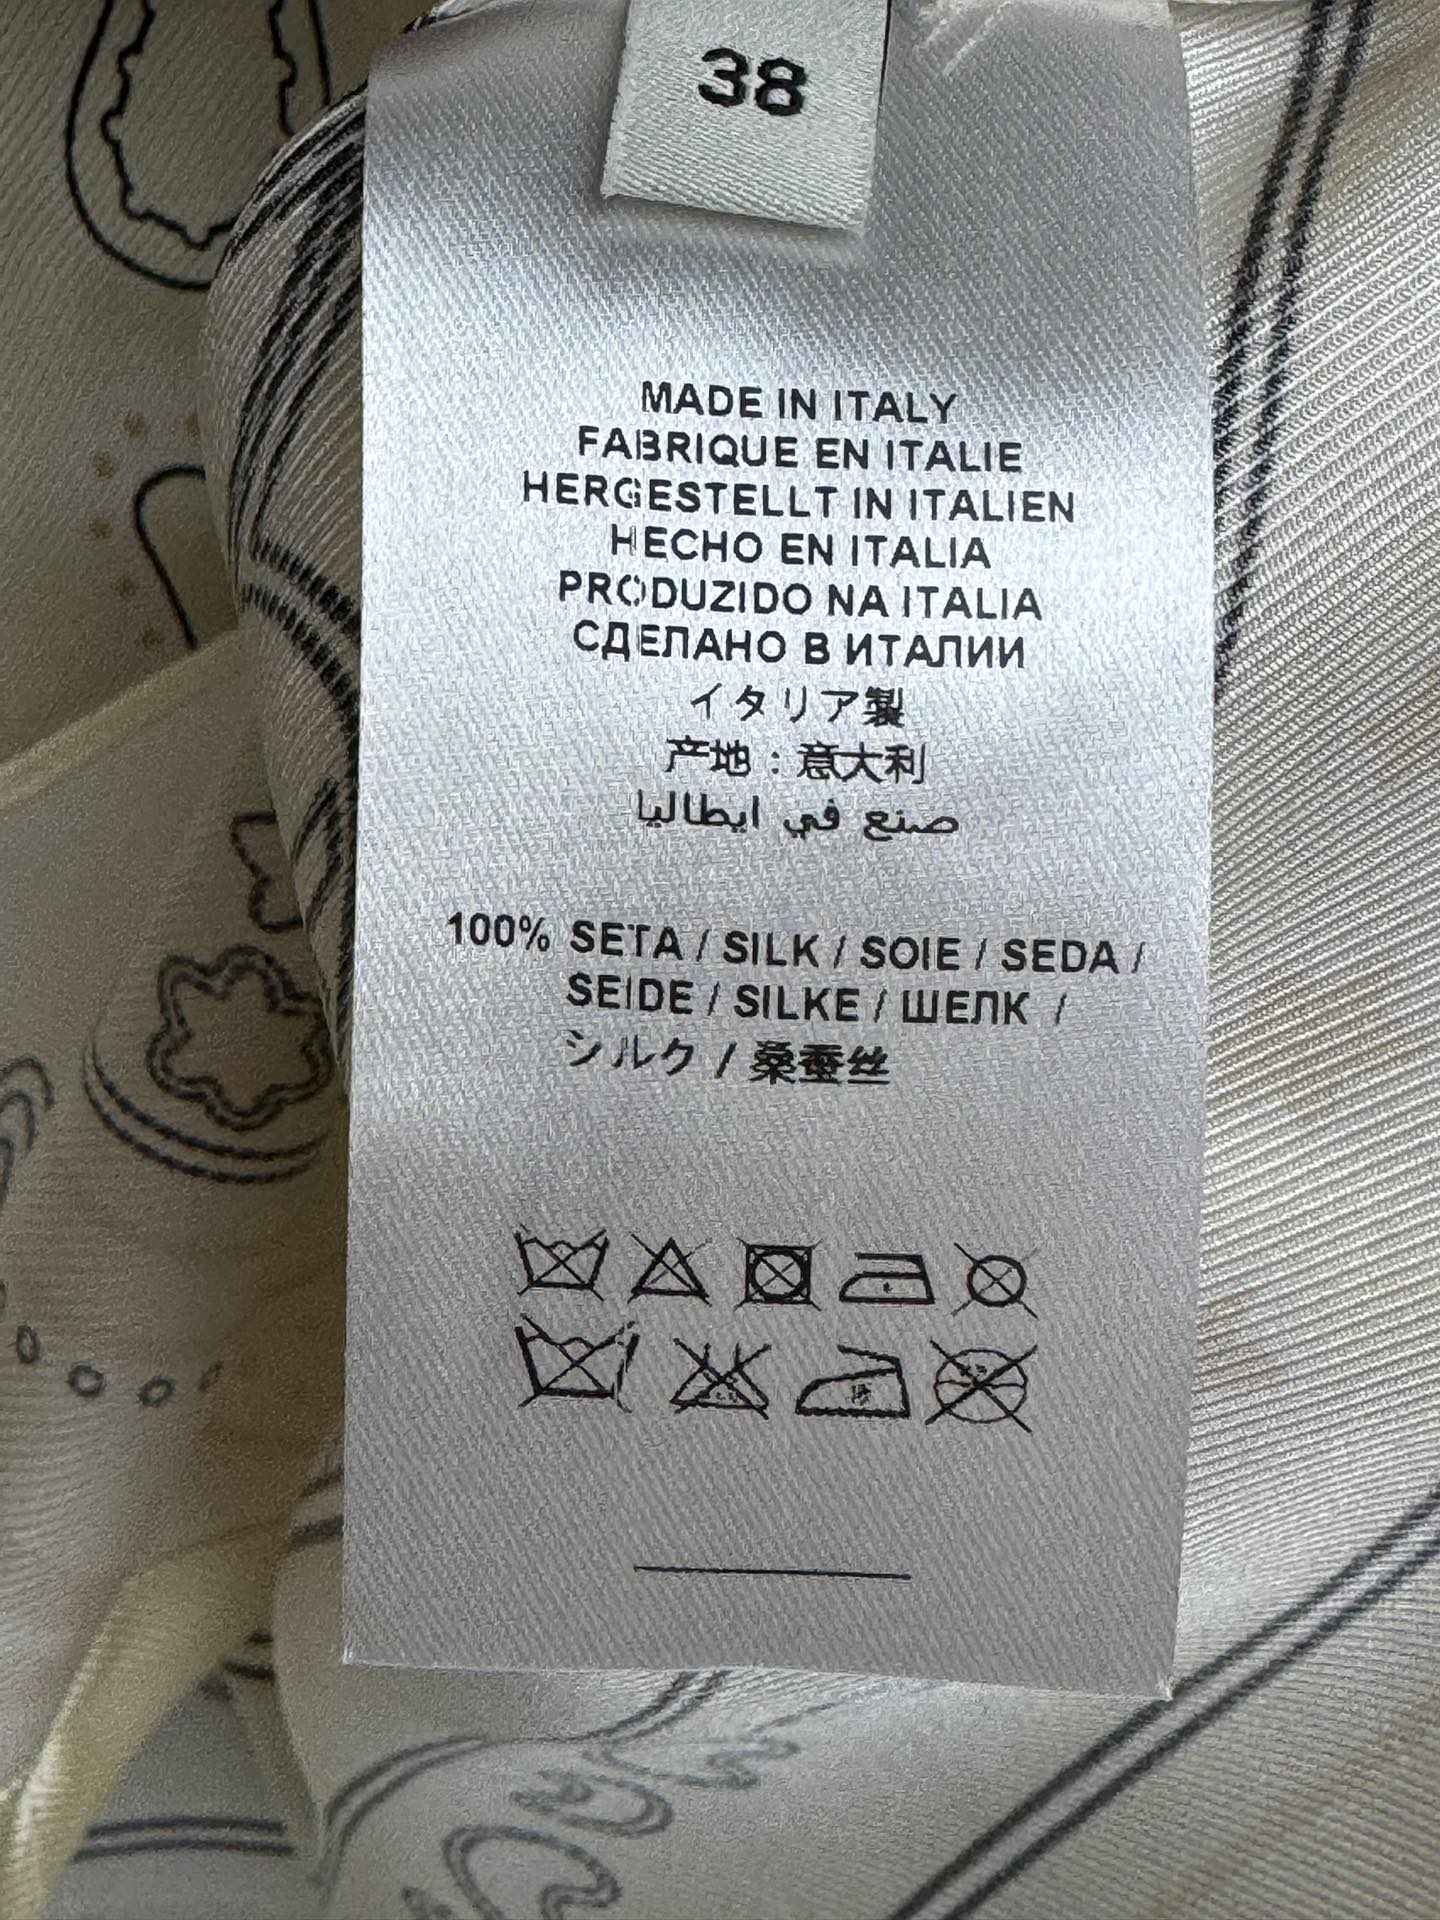 38
MADE IN ITALY
FABRIQUE EN ITALIE
HERGESTELLT IN ITALIEN
HECHO EN ITALIA
PRODUZIDO NA ITALIA
СДЕЛАНО В ИТАЛИИ
イタリア製
产地：意大利
صنع في ايطاليا
100% SETA / SILK / SOIE / SEDA /
SEIDE / SILKE / ШЕЛК /
シルク / 桑蚕丝